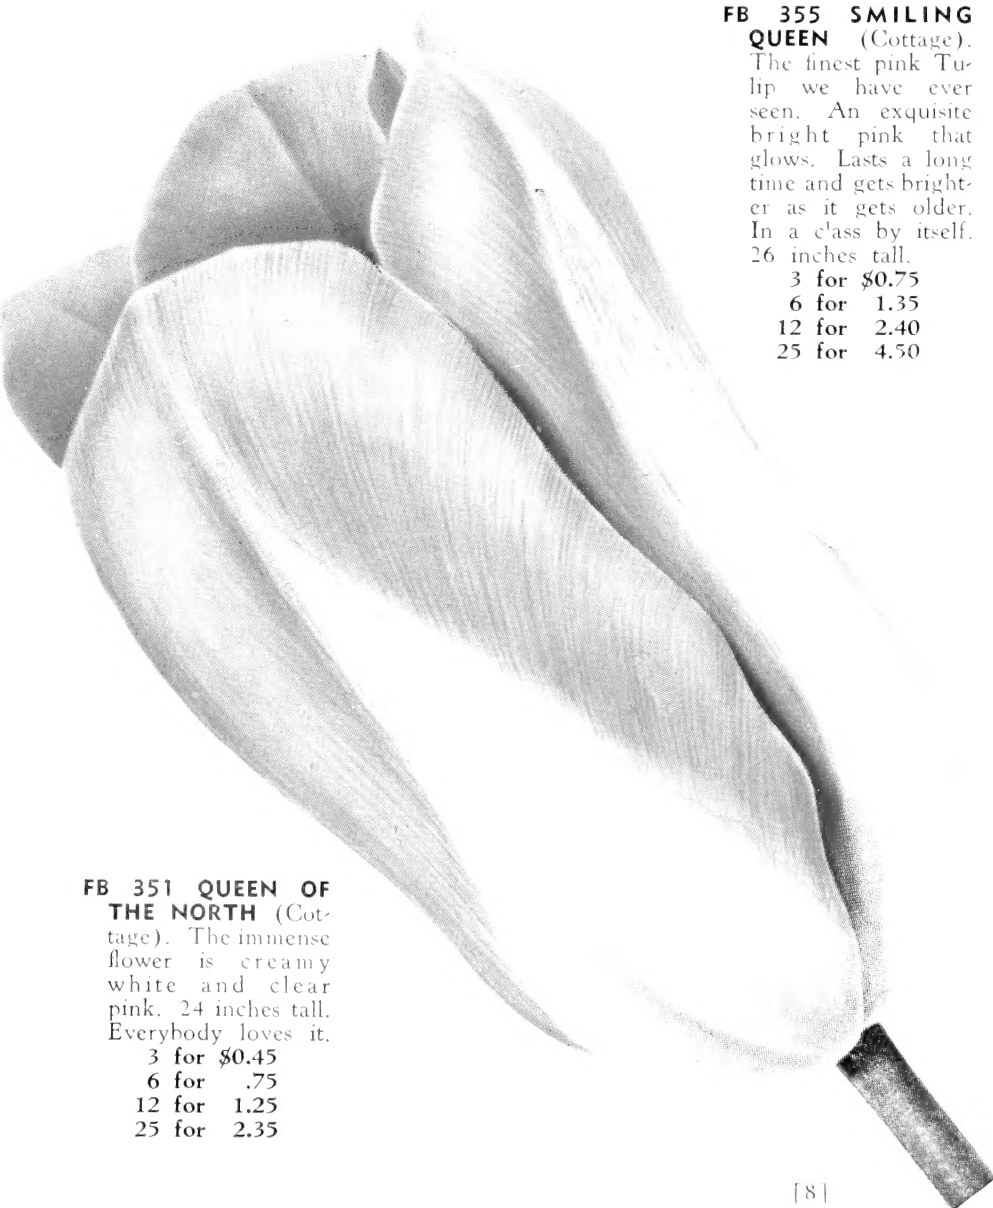 FB 355 SMILING
QUEEN (Cottage).
The finest pink Tu-
lip we have ever
seen. An exquisite
bright pink that
glows. Lasts a long
time and gets bright-
er as it gets older.
In a c'ass by itself.
26 inches tall.
3 for $0.75
6 for 1.35
12 for 2.40
25 for 4.50
FB 351 QUEEN OF
THE NORTH (Cot-
tage). The immense
flower is creamy
white and clear
pink. 24 inches tall.
Everybody loves it.
3 for $0.45
6 for .75
12 for 1.25
25 for 2.35
[8]